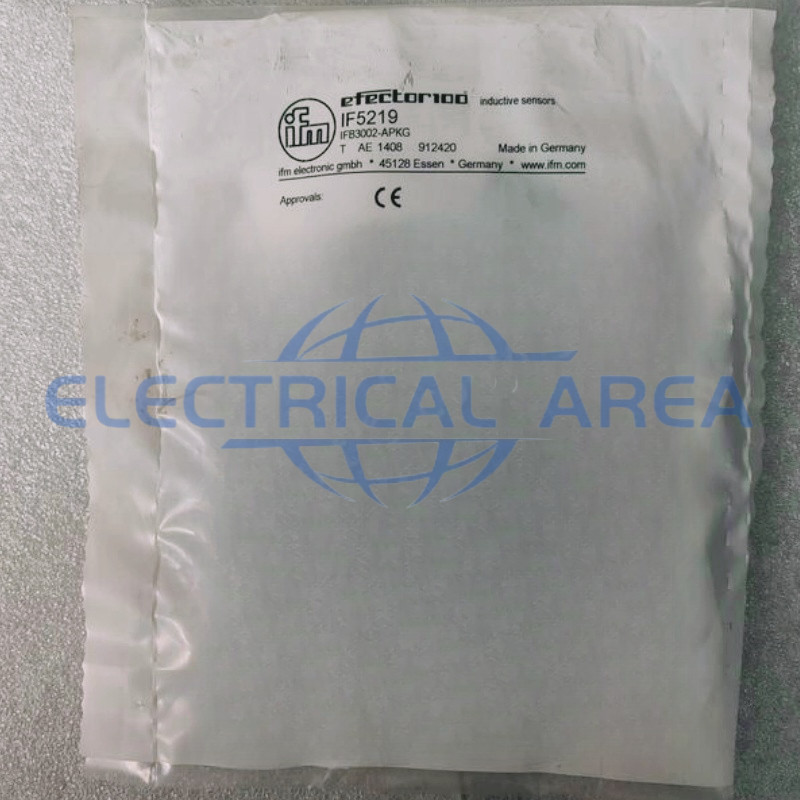 efector100 inductive sensors
ifm
IF5219
IFB3002-APKG
T AE 1408 912420 Made in Germany
ifm electronic gmbh * 45128 Essen * Germany * www.ifm.com
Approvals: CE
ELECTRICAL AREA